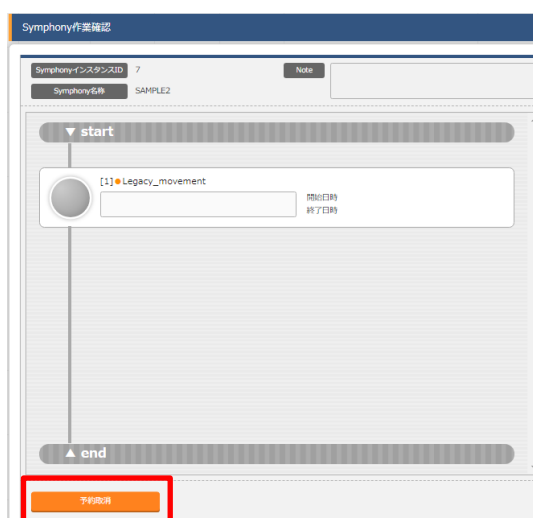 Symphony作業確認
SymphonyインスタンスID 7 Note
Symphony名称 SAMPLE2
▼ start
[1]●Legacy_movement
開始日時
終了日時
▲ end
予約取消